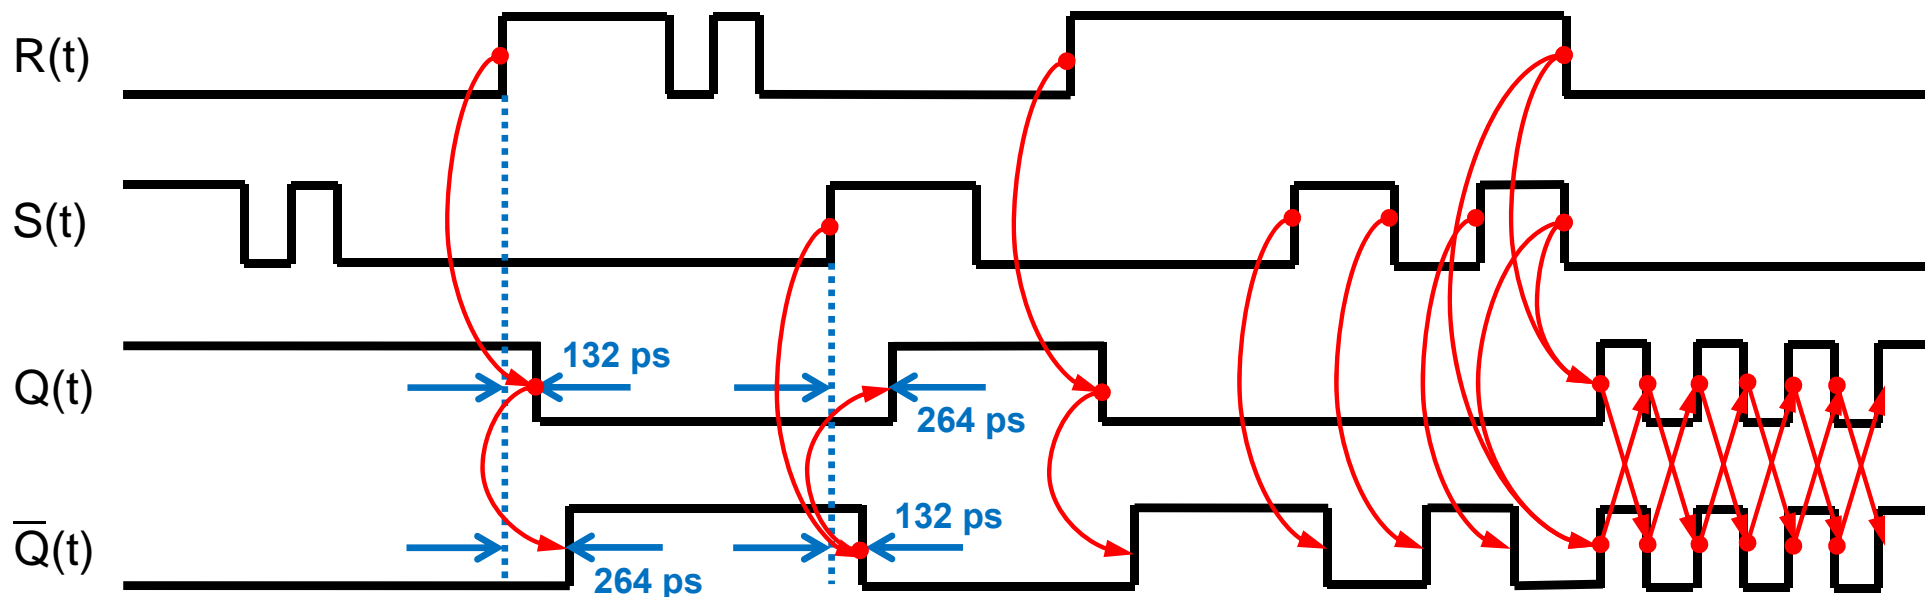 R(t)
S(t)
132 ps
Q(t)
264 ps
132 ps
Q̅(t)
264 ps